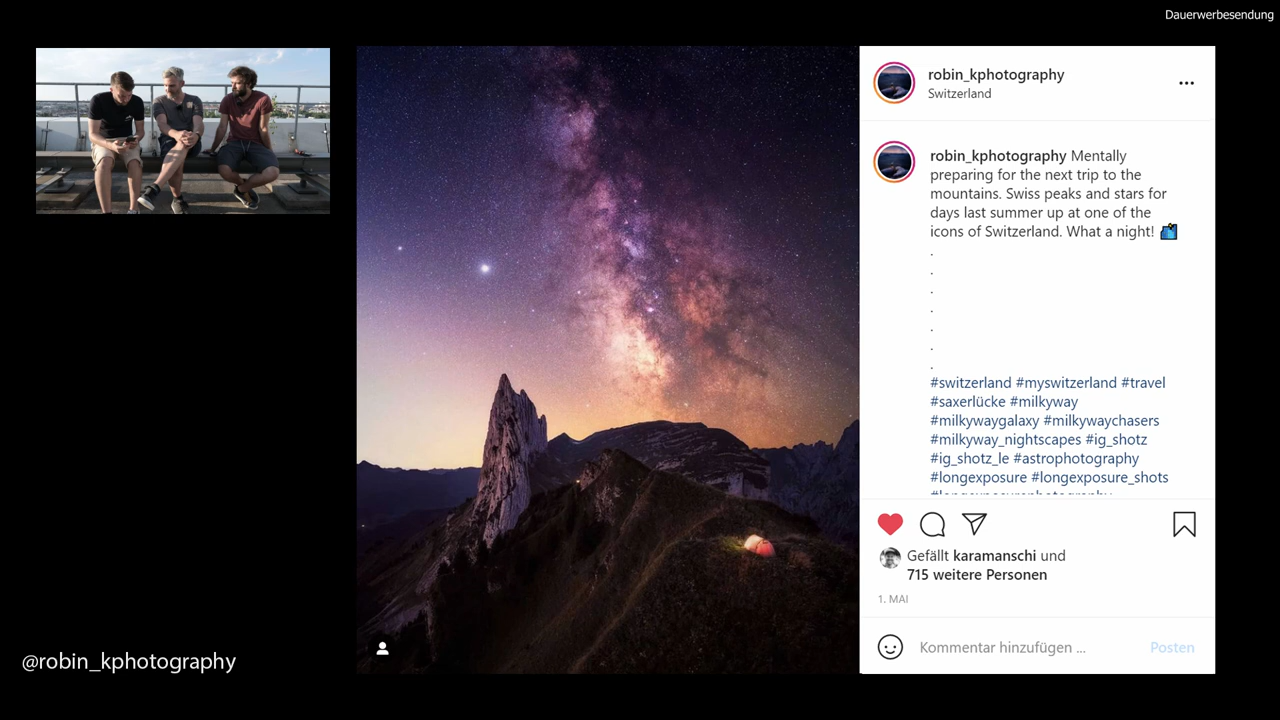 Dauerwerbesendung
robin_kphotography
Switzerland
robin_kphotography Mentally
preparing for the next trip to the
mountains. Swiss peaks and stars for
days last summer up at one of the
icons of Switzerland. What a night!
.
.
.
.
.
.
.
#switzerland #myswitzerland #travel
#saxerlücke #milkyway
#milkywaygalaxy #milkywaychasers
#milkyway_nightscapes #ig_shotz
#ig_shotz_le #astrophotography
#longexposure #longexposure_shots
#longexposurephotography
Gefällt karamanschi und
715 weitere Personen
1. MAI
Kommentar hinzufügen ...
Posten
@robin_kphotography